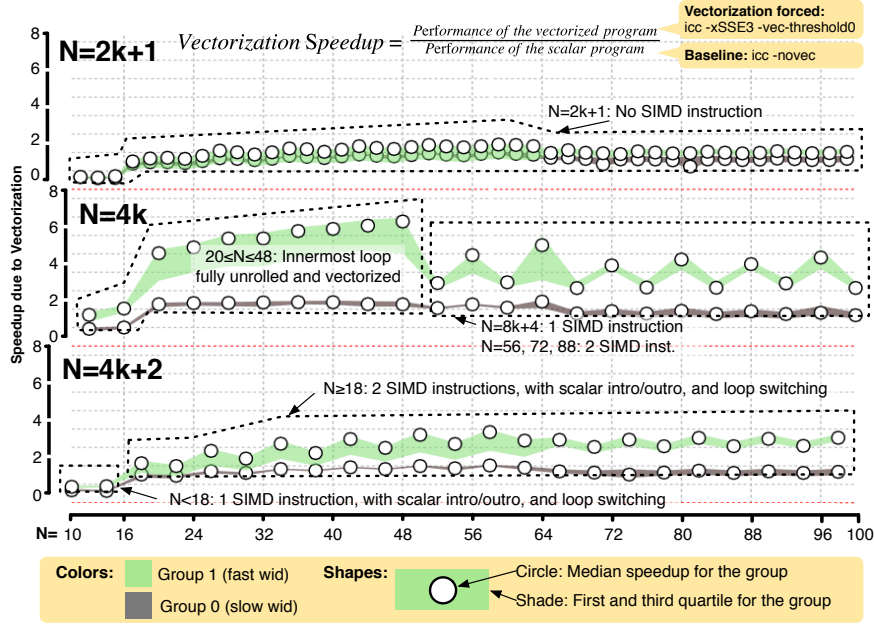 Vectorization forced:
icc -xSSE3 -vec-threshold0
Vectorization Speedup = Performance of the vectorized program / Performance of the scalar program
Baseline: icc -novec
Speedup due to Vectorization
8
6
4
2
0
N=2k+1
N=2k+1: No SIMD instruction
8
6
4
2
0
N=4k
20≤N≤48: Innermost loop
fully unrolled and vectorized
N=8k+4: 1 SIMD instruction
N=56, 72, 88: 2 SIMD inst.
8
6
4
2
0
N=4k+2
N≥18: 2 SIMD instructions, with scalar intro/outro, and loop switching
N<18: 1 SIMD instruction, with scalar intro/outro, and loop switching
N= 10 16 24 32 40 48 56 64 72 80 88 96 100
Colors:
Group 1 (fast wid)
Group 0 (slow wid)
Shapes:
Circle: Median speedup for the group
Shade: First and third quartile for the group